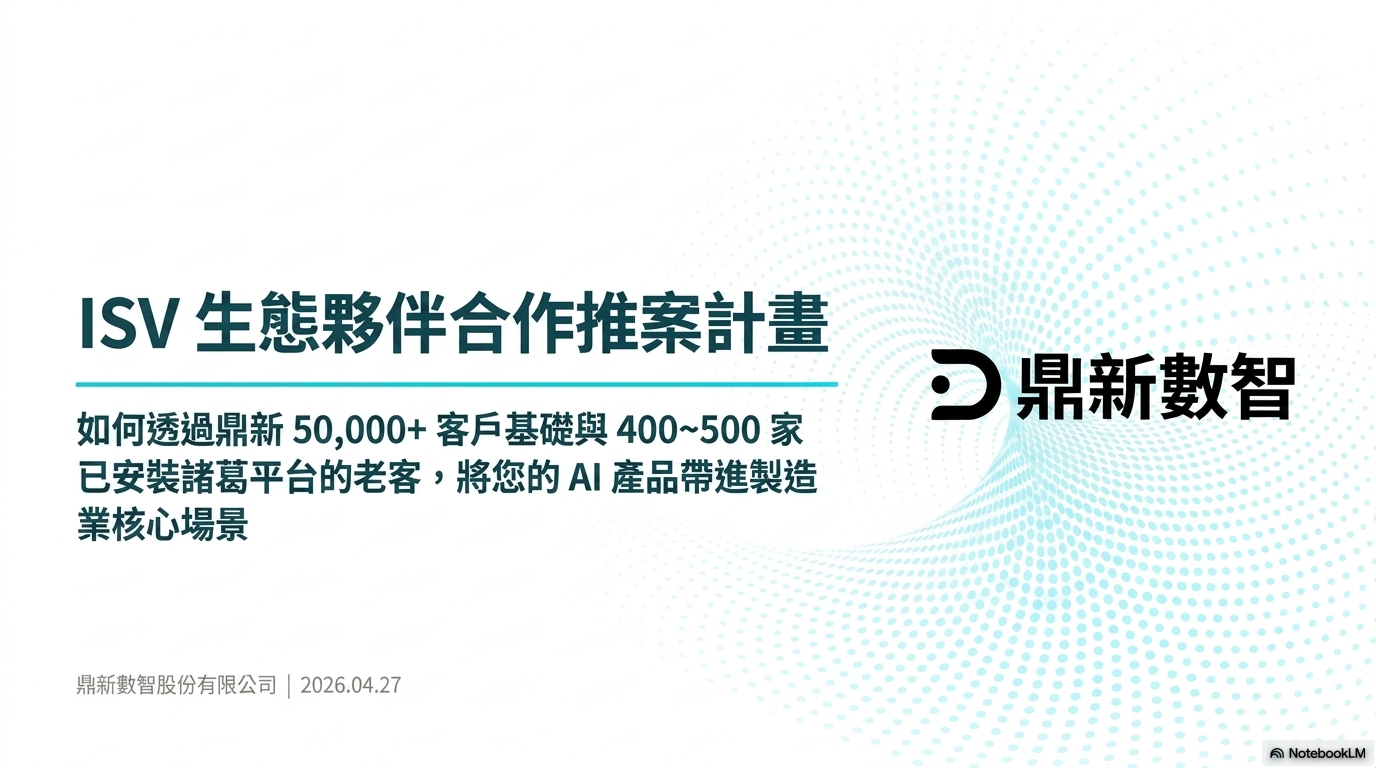 ISV 生態夥伴合作推案計畫
如何透過鼎新 50,000+ 客戶基礎與 400~500 家
已安裝諸葛平台的老客，將您的 AI 產品帶進製造
業核心場景
鼎新數智
鼎新數智股份有限公司 | 2026.04.27
NotebookLM